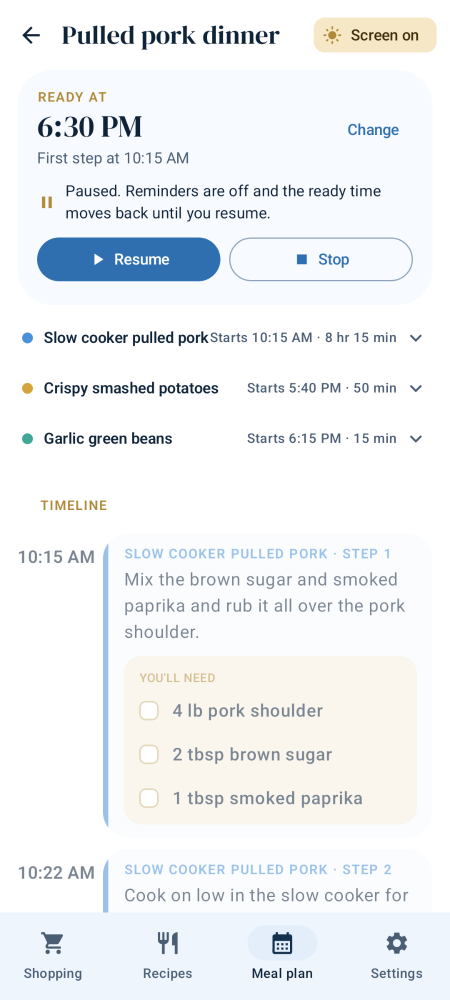 Pulled pork dinner
Screen on
READY AT
6:30 PM
Change
First step at 10:15 AM
Paused. Reminders are off and the ready time
moves back until you resume.
Resume
Stop
Slow cooker pulled pork Starts 10:15 AM · 8 hr 15 min
Crispy smashed potatoes Starts 5:40 PM · 50 min
Garlic green beans Starts 6:15 PM · 15 min
TIMELINE
10:15 AM
SLOW COOKER PULLED PORK · STEP 1
Mix the brown sugar and smoked
paprika and rub it all over the pork
shoulder.
YOU'LL NEED
4 lb pork shoulder
2 tbsp brown sugar
1 tbsp smoked paprika
10:22 AM
SLOW COOKER PULLED PORK · STEP 2
Cook on low in the slow cooker for
Shopping
Recipes
Meal plan
Settings